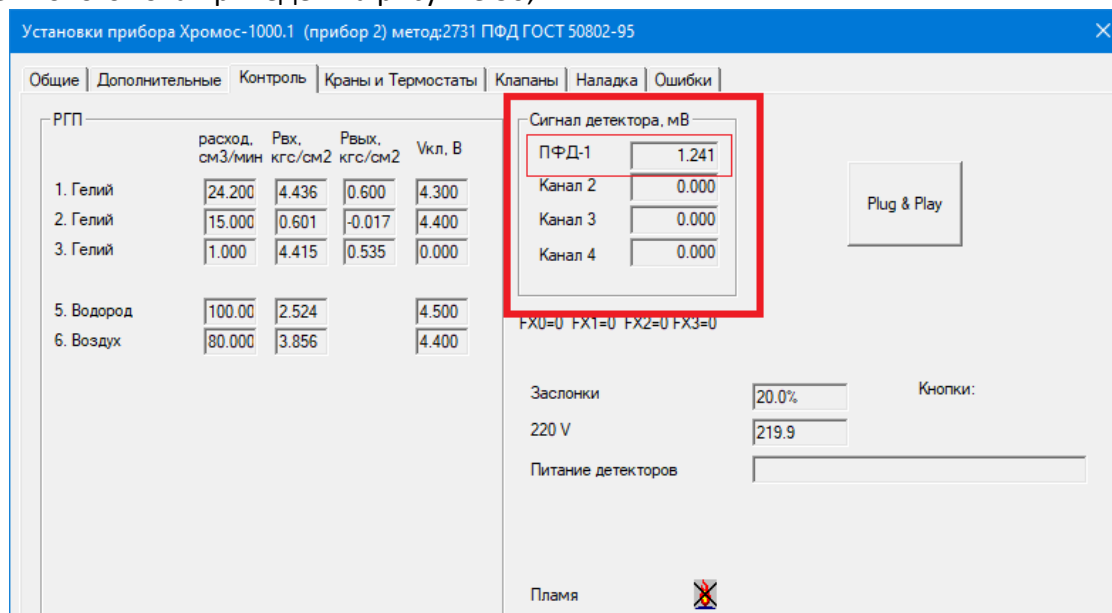 Установки прибора Хромос-1000.1 (прибор 2) метод:2731 ПФД ГОСТ 50802-95
Общие Дополнительные Контроль Краны и Термостаты Клапаны Наладка Ошибки
РГП
расход, см3/мин Рвх, кгс/см2 Рвых, кгс/см2 Vкл, В
1. Гелий 24.200 4.436 0.600 4.300
2. Гелий 15.000 0.601 -0.017 4.400
3. Гелий 1.000 4.415 0.535 0.000
5. Водород 100.00 2.524 4.500
6. Воздух 80.000 3.856 4.400
Сигнал детектора, мВ
ПФД-1 1.241
Канал 2 0.000
Канал 3 0.000
Канал 4 0.000
Plug & Play
FX0=0 FX1=0 FX2=0 FX3=0
Заслонки 20.0% Кнопки:
220 V 219.9
Питание детекторов
Пламя